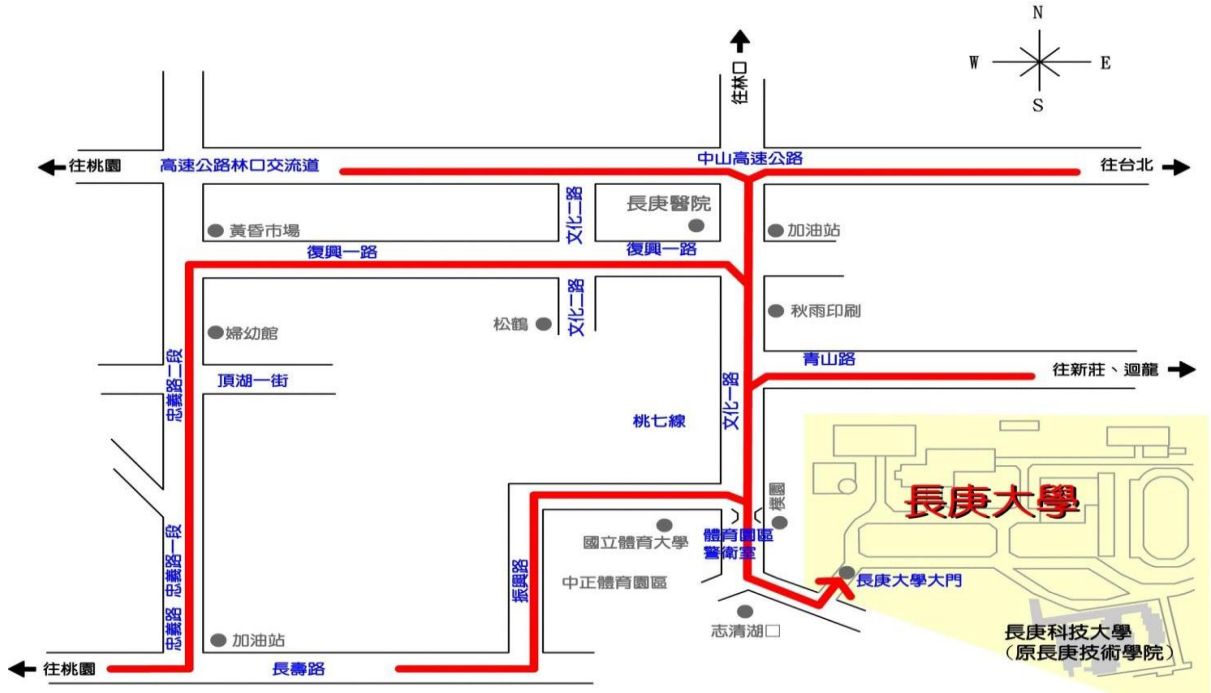 N
W
E
S
往林口
往桃園
高速公路林口交流道
中山高速公路
往台北
文化二路
長庚醫院
黃昏市場
加油站
復興一路
復興一路
文化二路
秋雨印刷
松鶴
婦幼館
青山路
往新莊、迴龍
忠義路二段
頂湖一街
文化一路
桃七線
長庚大學
樸園
國立體育大學
體育園區
警衛室
忠義路一段
振興路
中正體育園區
長庚大學大門
忠義路
加油站
志清湖口
長庚科技大學
(原長庚技術學院)
往桃園
長壽路